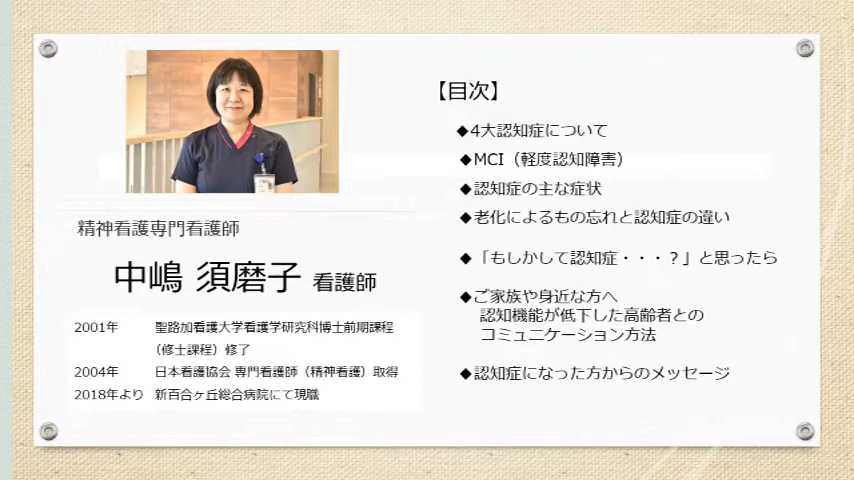 精神看護専門看護師
中嶋 須磨子 看護師
2001年 聖路加看護大学看護学研究科博士前期課程
（修士課程）修了
2004年 日本看護協会 専門看護師（精神看護）取得
2018年より 新百合ヶ丘総合病院にて現職
【目次】
◆4大認知症について
◆MCI（軽度認知障害）
◆認知症の主な症状
◆老化によるもの忘れと認知症の違い
◆「もしかして認知症・・・？」と思ったら
◆ご家族や身近な方へ
認知機能が低下した高齢者との
コミュニケーション方法
◆認知症になった方からのメッセージ